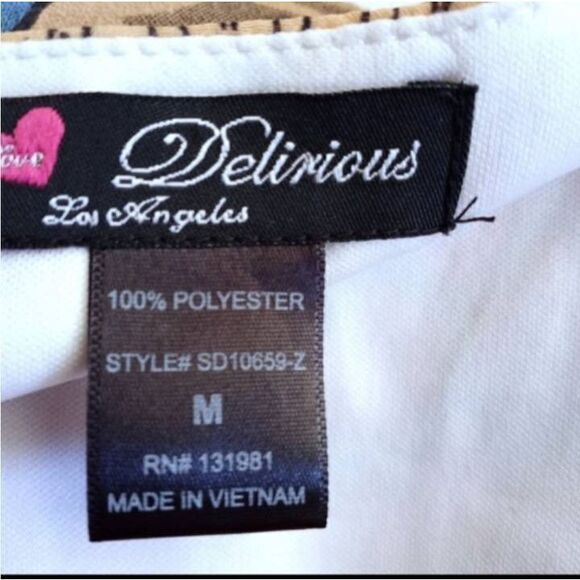 Love
Delirious
Los Angeles
100% POLYESTER
STYLE# SD10659-Z
M
RN# 131981
MADE IN VIETNAM